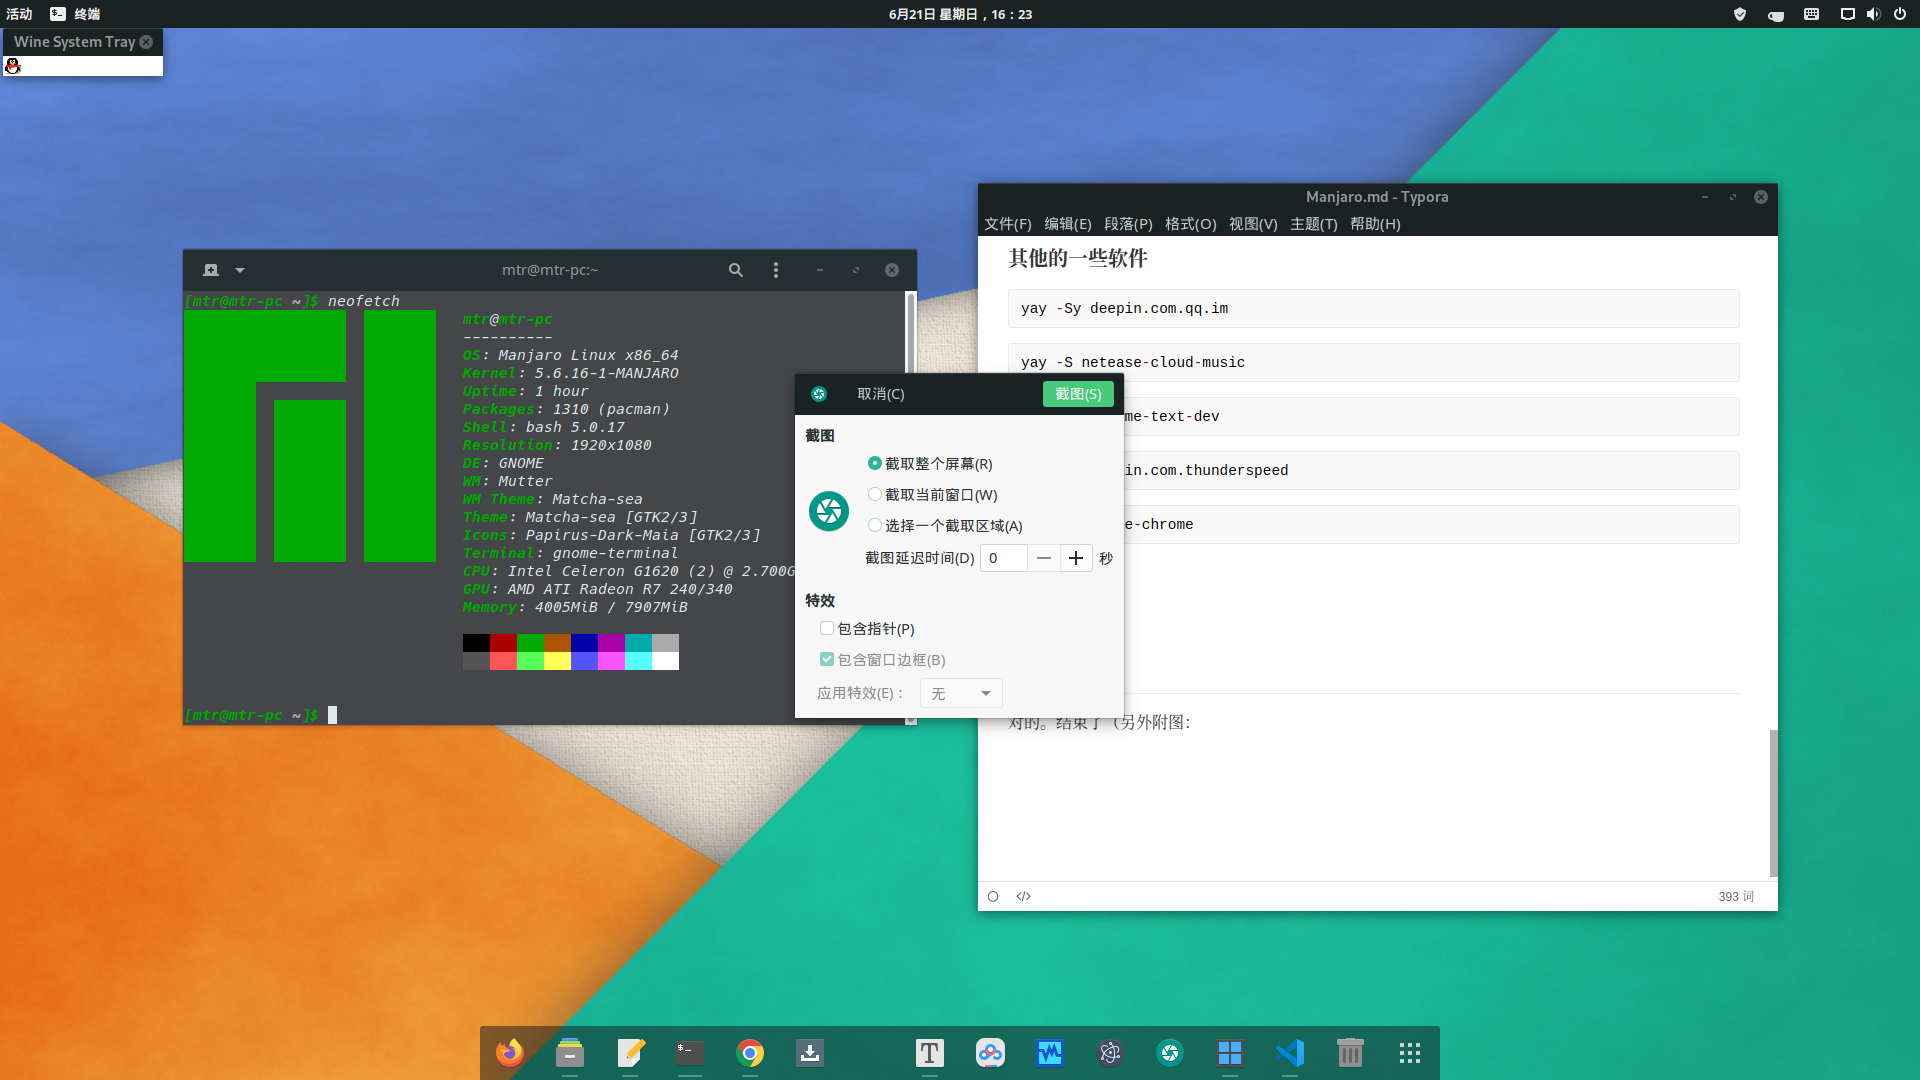 活动
终端
6月21日 星期日，16：23
Wine System Tray
mtr@mtr-pc:~
[mtr@mtr-pc ~]$ neofetch
mtr@mtr-pc
----------
OS: Manjaro Linux x86_64
Kernel: 5.6.16-1-MANJARO
Uptime: 1 hour
Packages: 1310 (pacman)
Shell: bash 5.0.17
Resolution: 1920x1080
DE: GNOME
WM: Mutter
WM Theme: Matcha-sea
Theme: Matcha-sea [GTK2/3]
Icons: Papirus-Dark-Maia [GTK2/3]
Terminal: gnome-terminal
CPU: Intel Celeron G1620 (2) @ 2.700G
GPU: AMD ATI Radeon R7 240/340
Memory: 4005MiB / 7907MiB
[mtr@mtr-pc ~]$
取消(C)
截图(S)
截图
截取整个屏幕(R)
截取当前窗口(W)
选择一个截取区域(A)
截图延迟时间(D) 0 秒
特效
包含指针(P)
包含窗口边框(B)
应用特效(E)： 无
Manjaro.md - Typora
文件(F) 编辑(E) 段落(P) 格式(O) 视图(V) 主题(T) 帮助(H)
其他的一些软件
yay -Sy deepin.com.qq.im
yay -S netease-cloud-music
me-text-dev
in.com.thunderspeed
e-chrome
对的。结束了（另外附图：
393 词